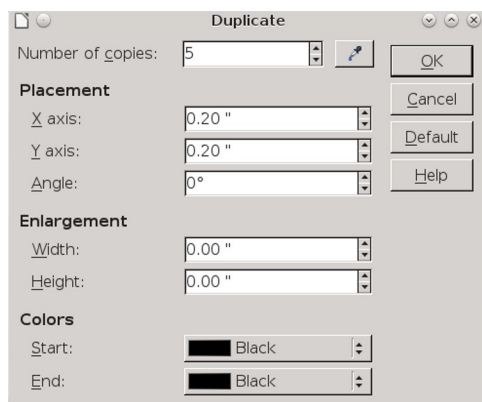 Duplicate
Number of copies: 5
OK
Placement
Cancel
X axis: 0.20 "
Y axis: 0.20 "
Default
Angle: 0°
Help
Enlargement
Width: 0.00 "
Height: 0.00 "
Colors
Start: Black
End: Black